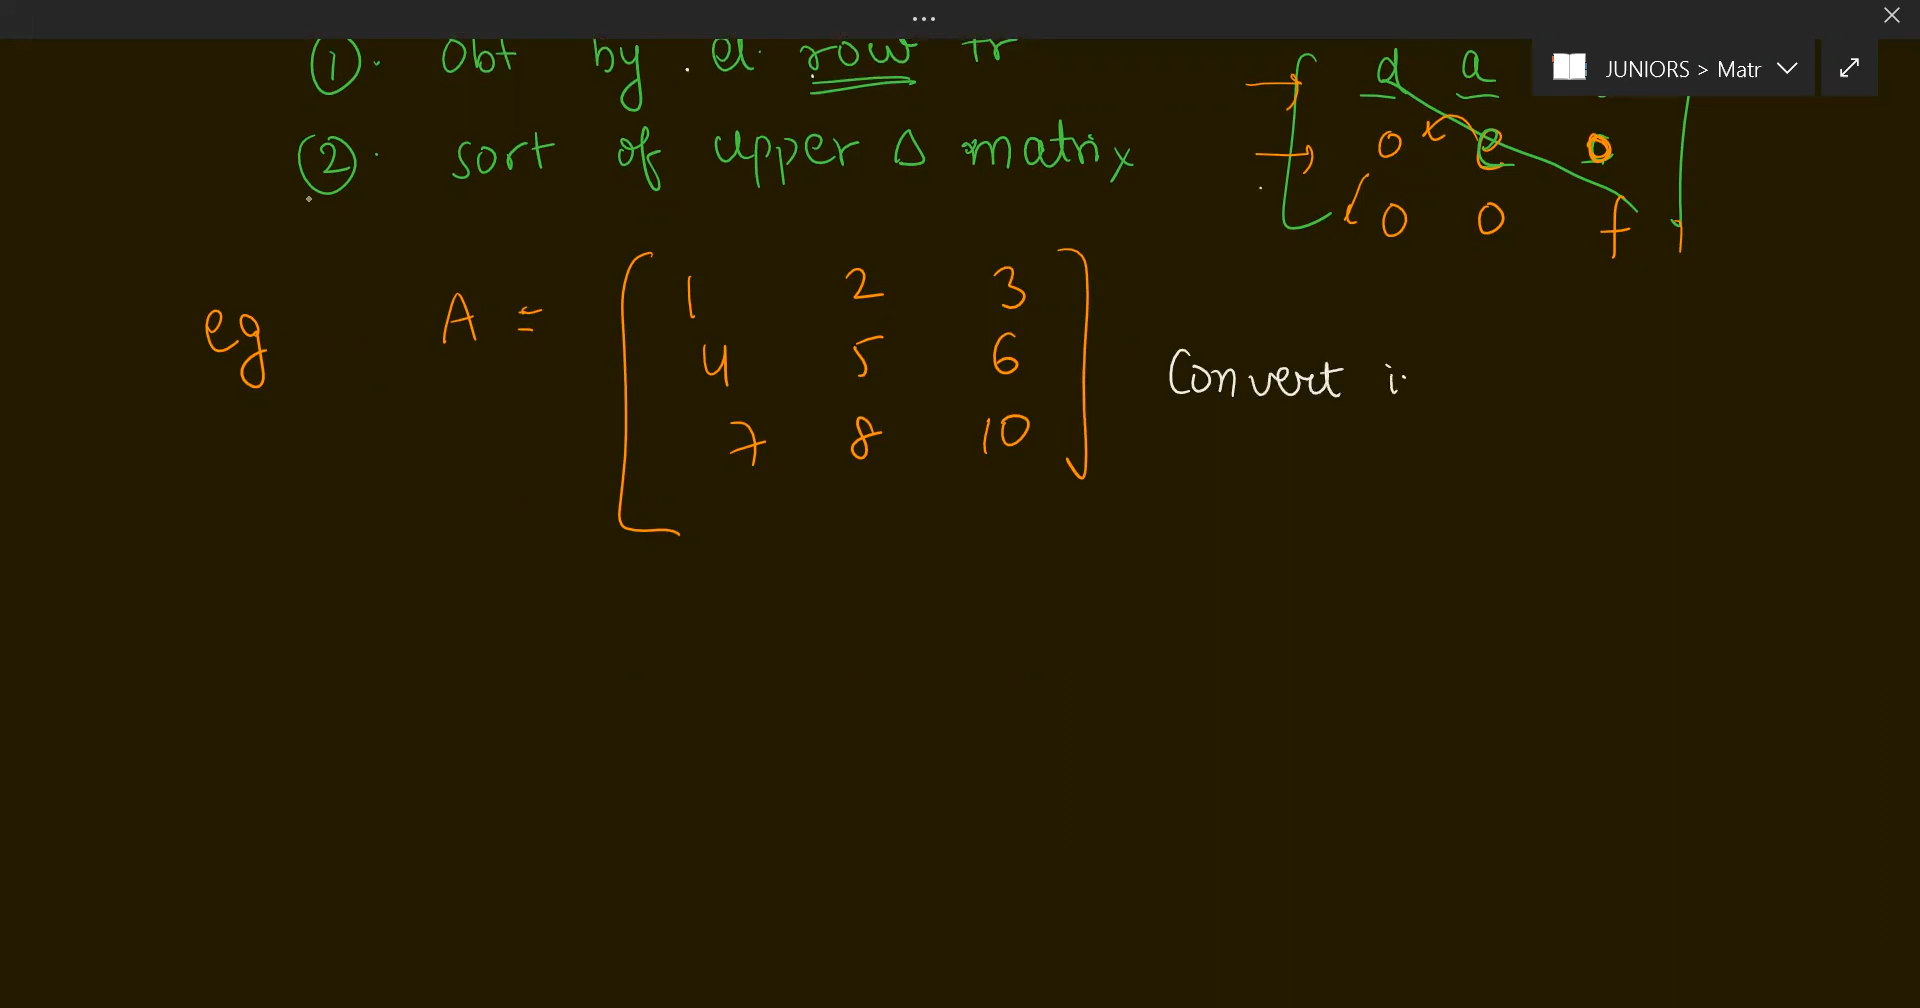 ...
JUNIORS > Matr
①. Obt by el. row tr
②. sort of upper Δ matrix
d a
0 e 0
0 0 f
eg A = [ 1 2 3
4 5 6
7 8 10 ]
Convert i